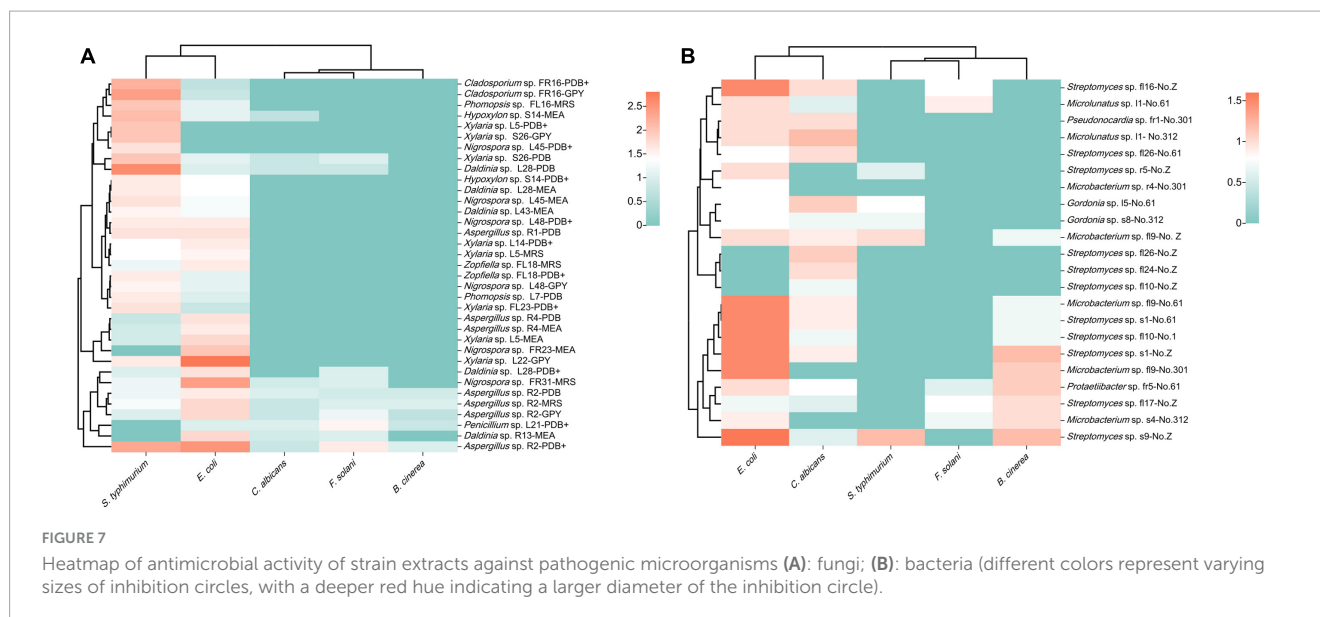 A
Cladosporium sp. FR16-PDB+
Cladosporium sp. FR16-GPY
Phomopsis sp. FL16-MRS
Hypoxylon sp. S14-MEA
Xylaria sp. L5-PDB+
Xylaria sp. S26-GPY
Nigrospora sp. L45-PDB+
Xylaria sp. S26-PDB
Daldinia sp. L28-PDB
Hypoxylon sp. S14-PDB+
Daldinia sp. L28-MEA
Nigrospora sp. L45-MEA
Daldinia sp. L43-MEA
Nigrospora sp. L48-PDB+
Aspergillus sp. R1-PDB
Xylaria sp. L14-PDB+
Xylaria sp. L5-MRS
Zopfiella sp. FL18-MRS
Zopfiella sp. FL18-PDB+
Nigrospora sp. L48-GPY
Phomopsis sp. L7-PDB
Xylaria sp. FL23-PDB+
Aspergillus sp. R4-PDB
Aspergillus sp. R4-MEA
Xylaria sp. L5-MEA
Nigrospora sp. FR23-MEA
Xylaria sp. L22-GPY
Daldinia sp. L28-PDB+
Nigrospora sp. FR31-MRS
Aspergillus sp. R2-PDB
Aspergillus sp. R2-MRS
Aspergillus sp. R2-GPY
Penicillium sp. L21-PDB+
Daldinia sp. R13-MEA
Aspergillus sp. R2-PDB+
S. typhimurium
E. coli
C. albicans
F. solani
B. cinerea
2.5
2
1.5
1
0.5
0
B
Streptomyces sp. fl16-No.Z
Microlunatus sp. l1-No.61
Pseudonocardia sp. fr1-No.301
Microlunatus sp. l1- No.312
Streptomyces sp. fl26-No.61
Streptomyces sp. r5-No.Z
Microbacterium sp. r4-No.301
Gordonia sp. l5-No.61
Gordonia sp. s8-No.312
Microbacterium sp. fl9-No. Z
Streptomyces sp. fl26-No.Z
Streptomyces sp. fl24-No.Z
Streptomyces sp. fl10-No.Z
Microbacterium sp. fl9-No.61
Streptomyces sp. s1-No.61
Streptomyces sp. fl10-No.1
Streptomyces sp. s1-No.Z
Microbacterium sp. fl9-No.301
Protaetiibacter sp. fr5-No.61
Streptomyces sp. fl17-No.Z
Microbacterium sp. s4-No.312
Streptomyces sp. s9-No.Z
E. coli
C. albicans
S. typhimurium
F. solani
B. cinerea
1.5
1
0.5
0
FIGURE 7
Heatmap of antimicrobial activity of strain extracts against pathogenic microorganisms (A): fungi; (B): bacteria (different colors represent varying
sizes of inhibition circles, with a deeper red hue indicating a larger diameter of the inhibition circle).